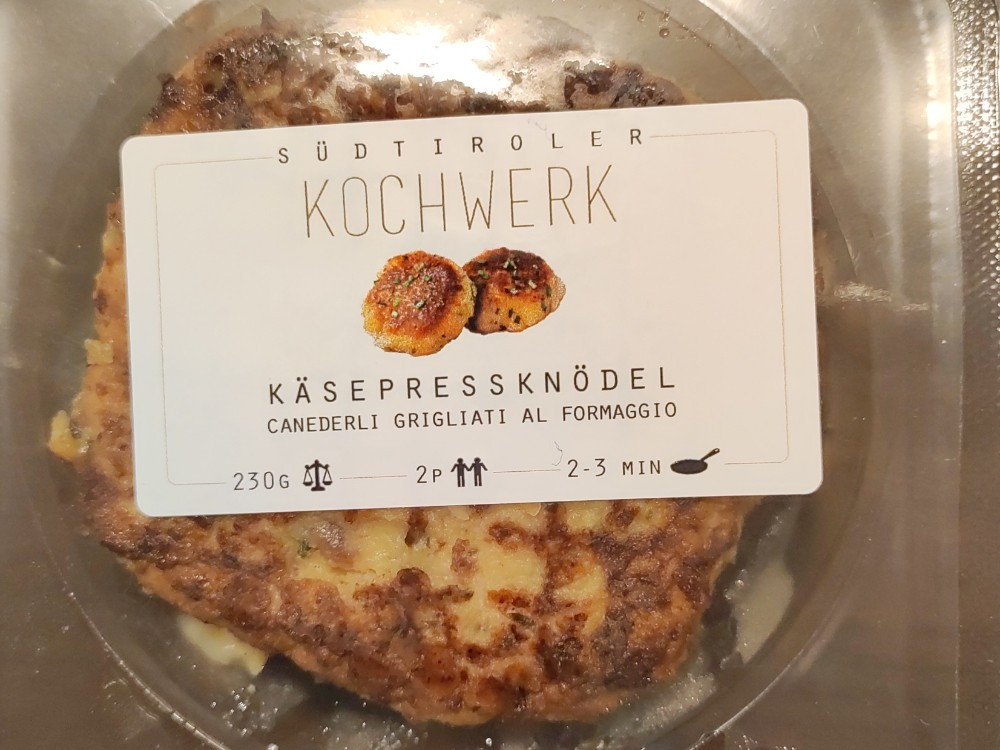 SÜDTIROLER
KOCHWERK
KÄSEPRESSKNÖDEL
CANEDERLI GRIGLIATI AL FORMAGGIO
230G 2P 2-3 MIN